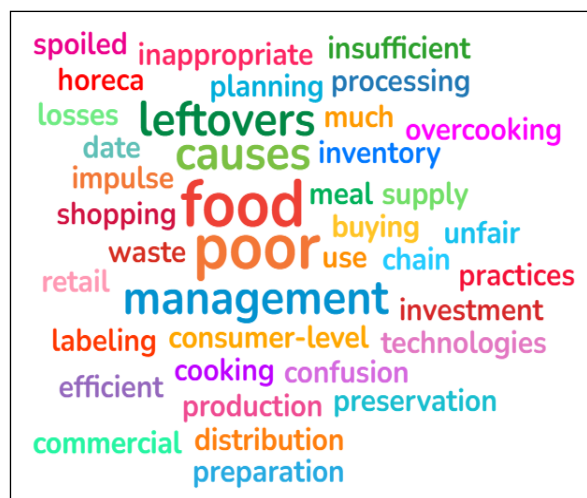 spoiled inappropriate insufficient
horeca planning processing
losses leftovers much overcooking
date causes inventory
impulse food meal supply
shopping poor buying unfair
waste use chain
retail management practices
investment
labeling consumer-level technologies
efficient cooking confusion
production preservation
commercial distribution
preparation